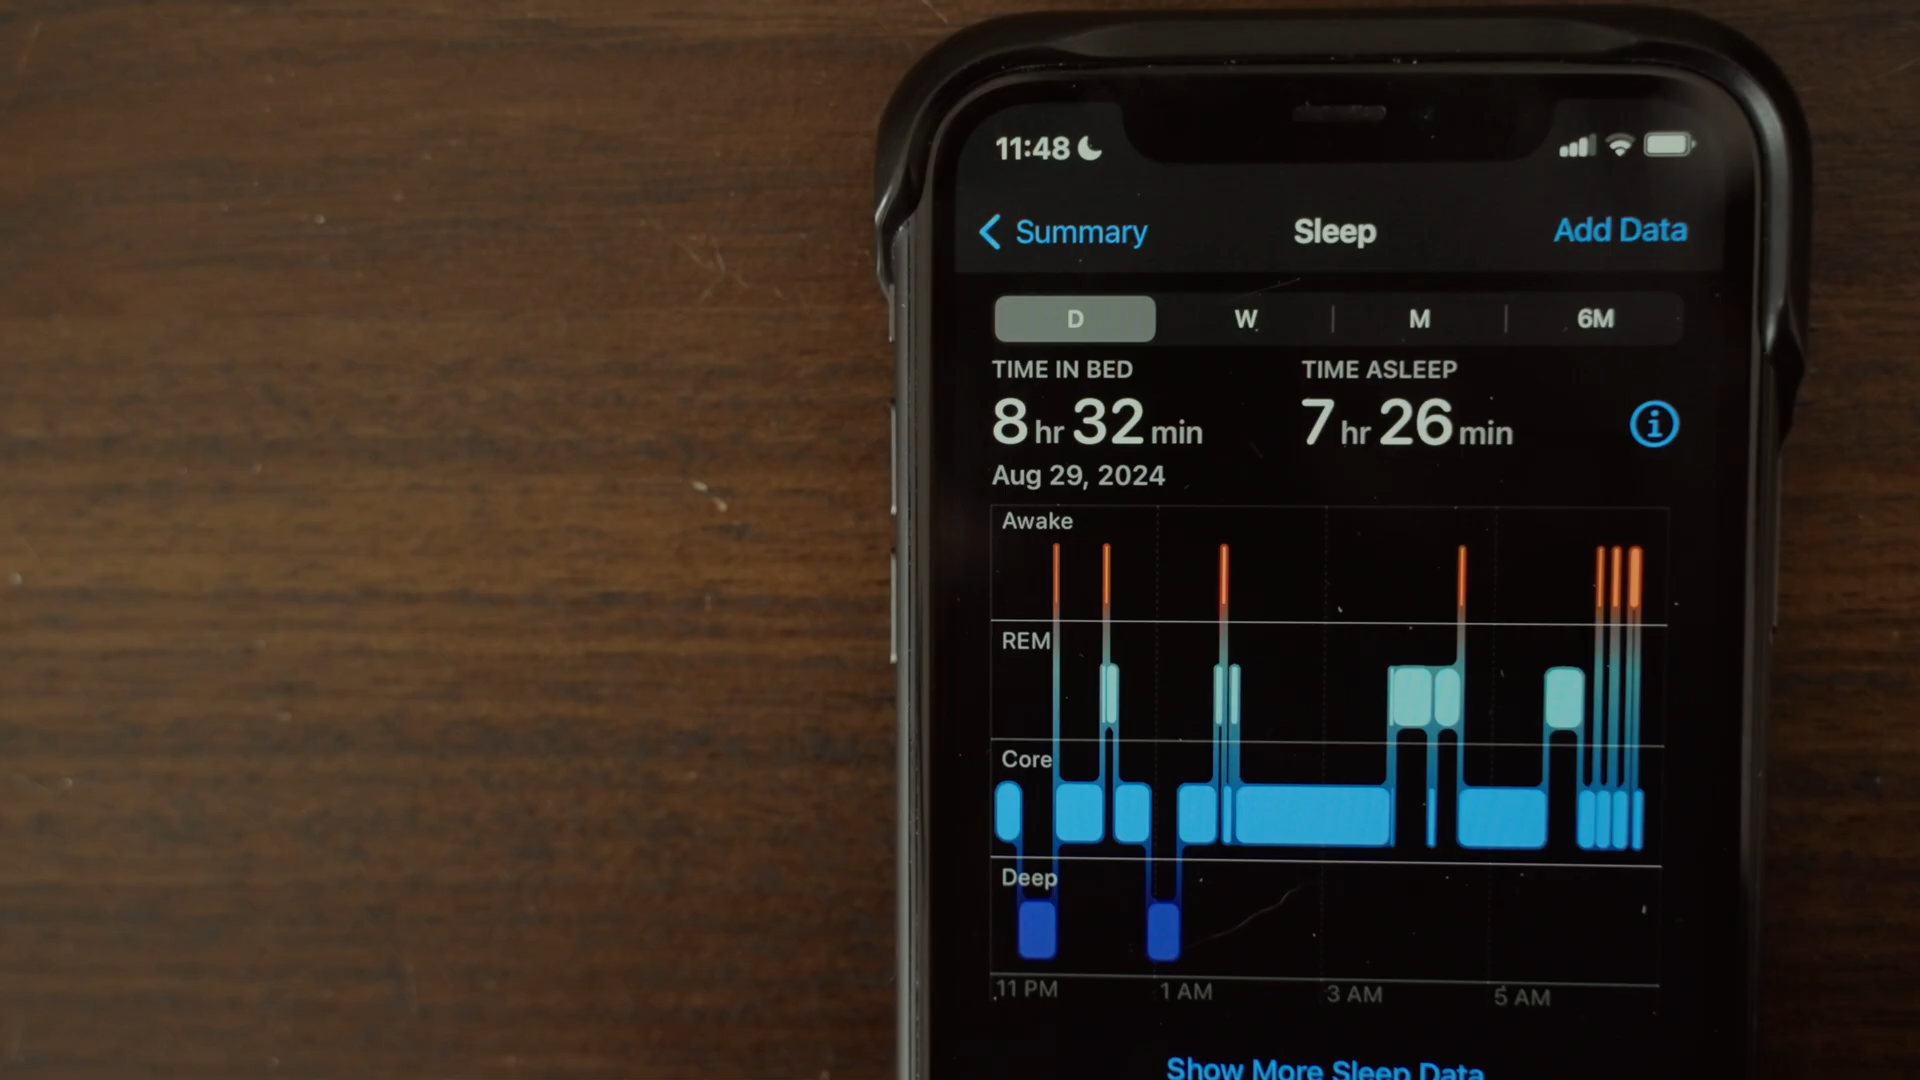 11:48
Summary Sleep Add Data
D W M 6M
TIME IN BED TIME ASLEEP
8 hr 32 min 7 hr 26 min
Aug 29, 2024
Awake
REM
Core
Deep
11 PM 1 AM 3 AM 5 AM
Show More Sleep Data